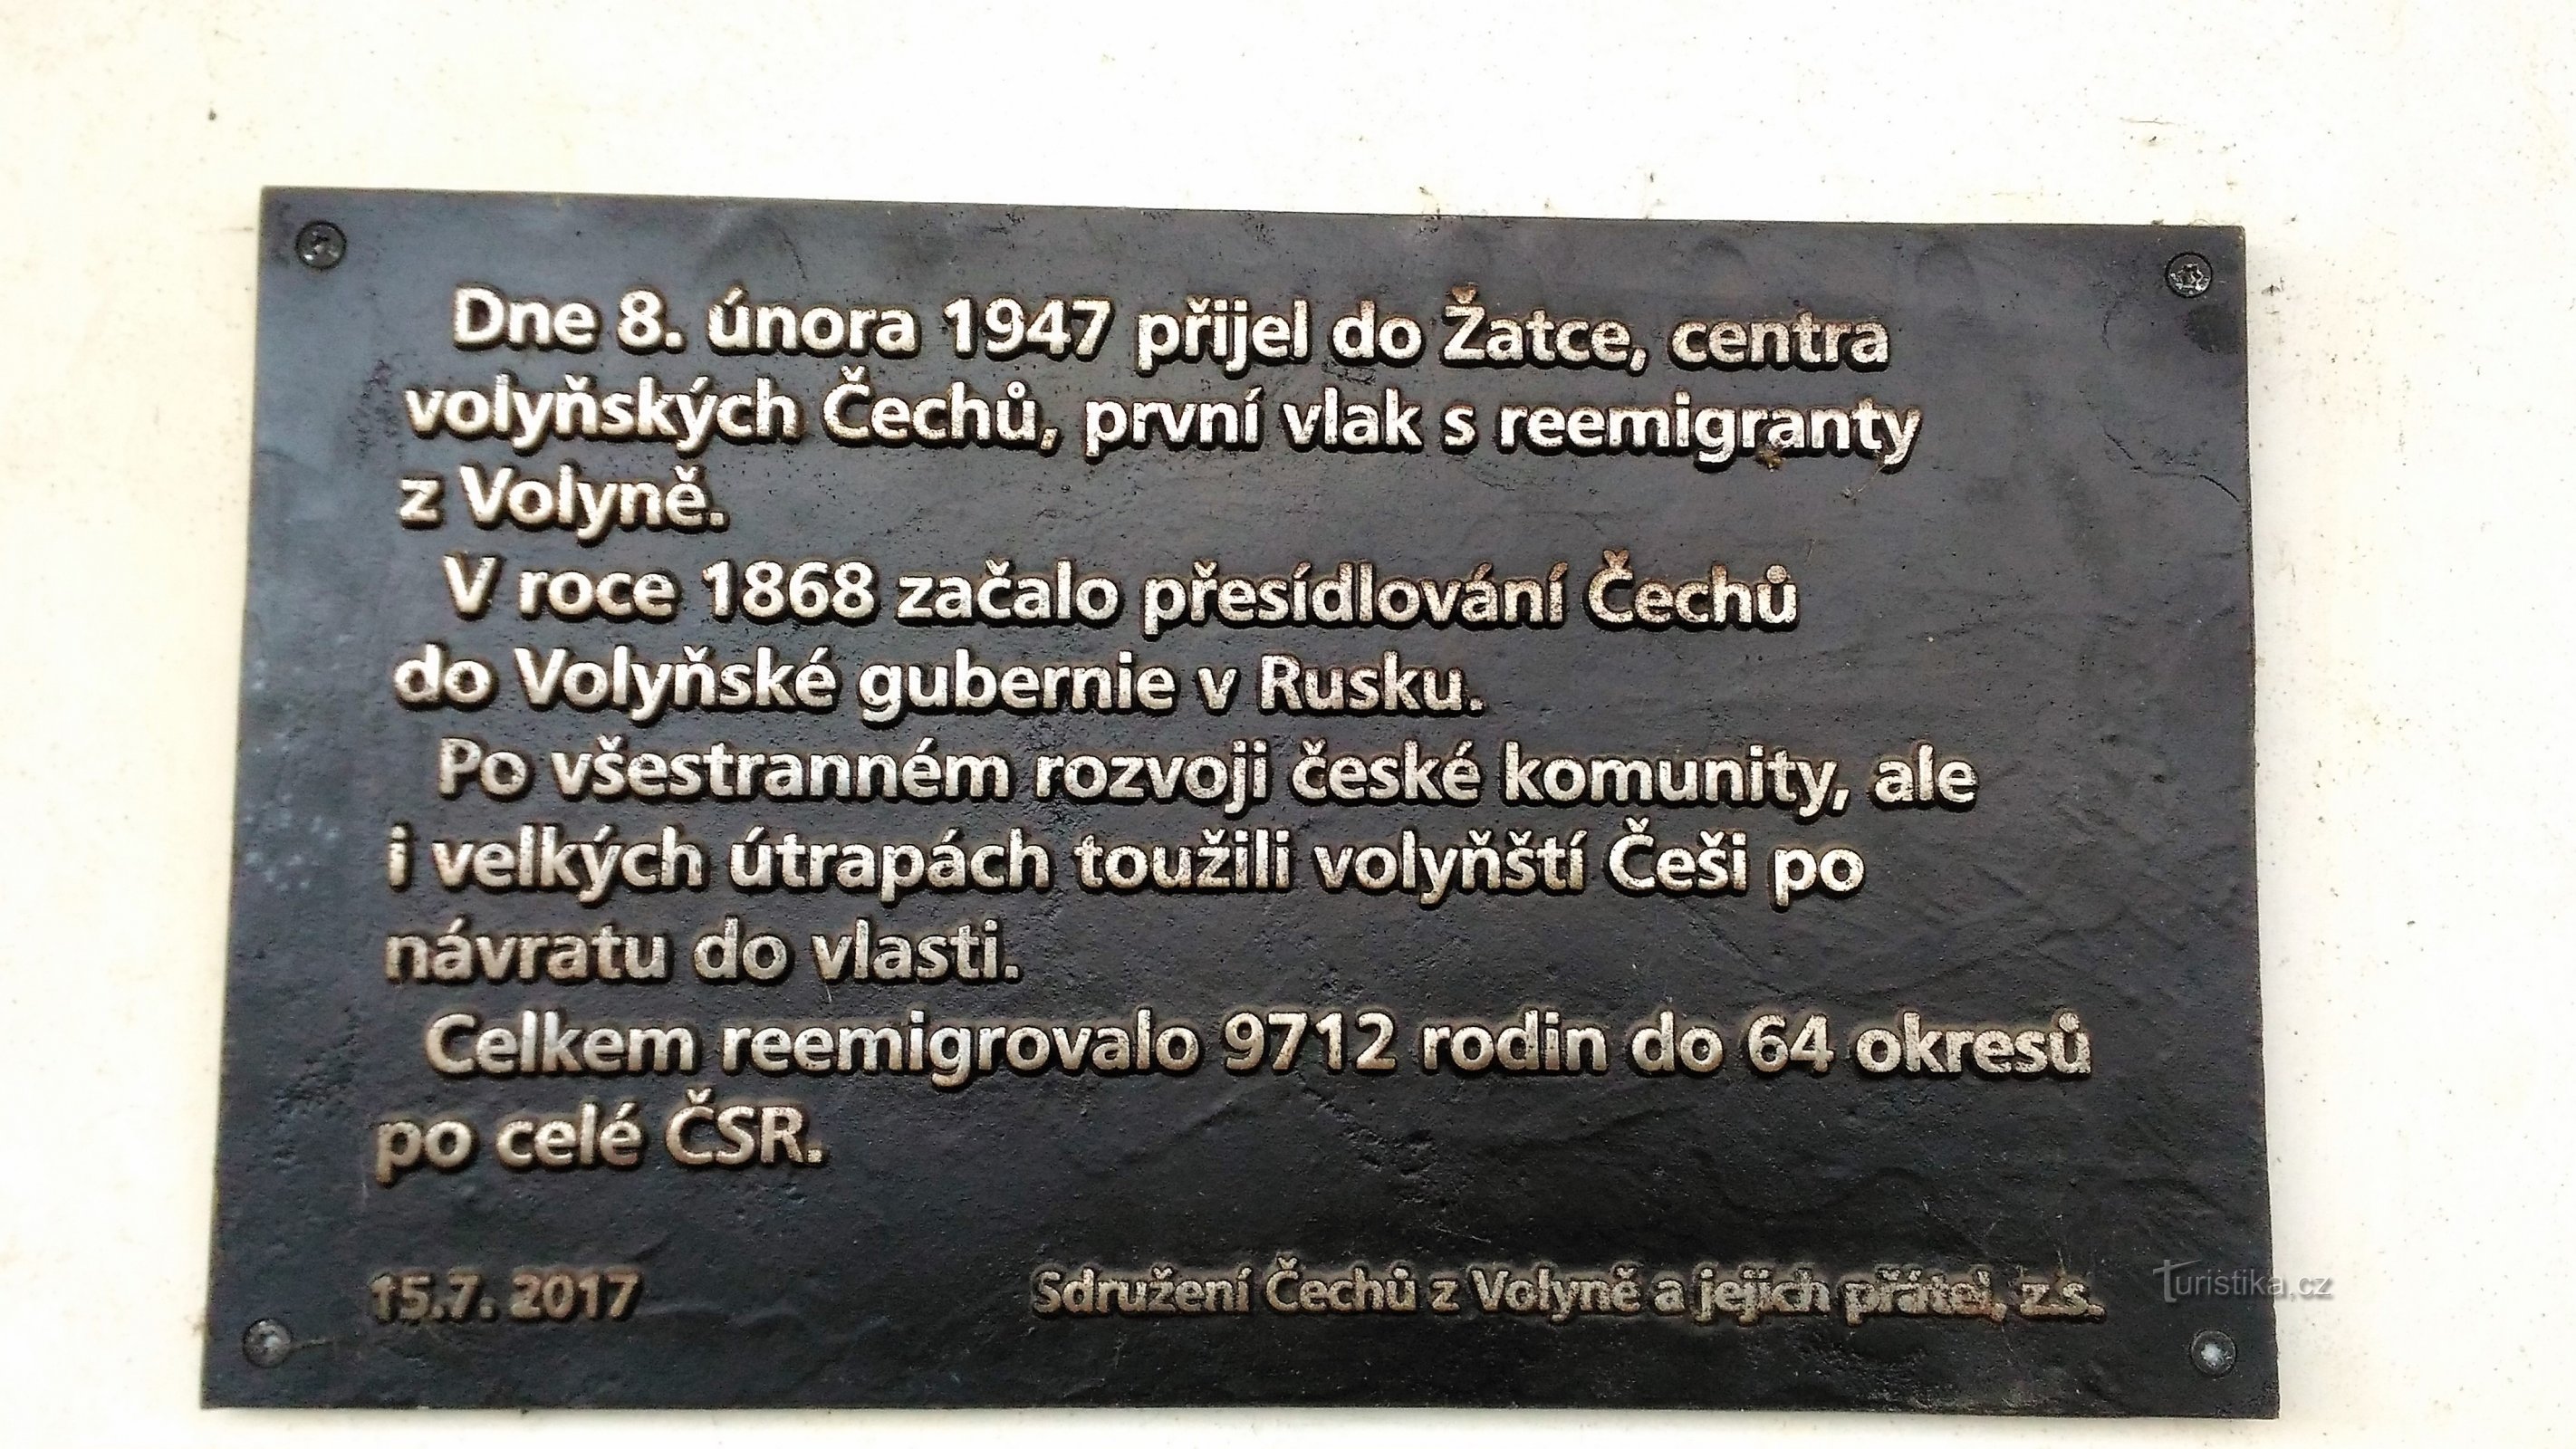 Dne 8. února 1947 přijel do Žatce, centra
volyňských Čechů, první vlak s reemigranty
z Volyně.
V roce 1868 začalo přesídlování Čechů
do Volyňské gubernie v Rusku.
Po všestranném rozvoji české komunity, ale
i velkých útrapách toužili volyňští Češi po
návratu do vlasti.
Celkem reemigrovalo 9712 rodin do 64 okresů
po celé ČSR.
15.7. 2017 Sdružení Čechů z Volyně a jejich přátel, z.s.
Turistika.cz